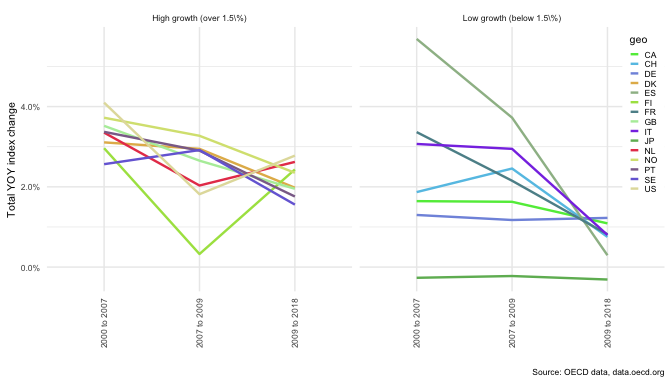 High growth (over 1.5\%)
Low growth (below 1.5\%)
Total YOY index change
4.0%
2.0%
0.0%
2000 to 2007
2007 to 2009
2009 to 2018
2000 to 2007
2007 to 2009
2009 to 2018
geo
CA
CH
DE
DK
ES
FI
FR
GB
IT
JP
NL
NO
PT
SE
US
Source: OECD data, data.oecd.org